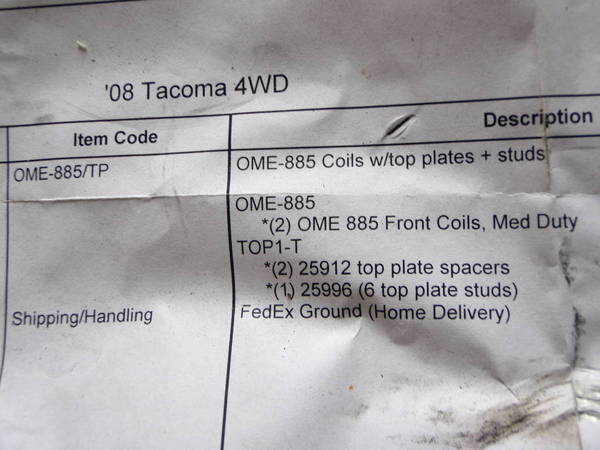 '08 Tacoma 4WD
Item Code
Description
OME-885/TP
OME-885 Coils w/top plates + studs
OME-885
*(2) OME 885 Front Coils, Med Duty
TOP1-T
*(2) 25912 top plate spacers
*(1) 25996 (6 top plate studs)
Shipping/Handling
FedEx Ground (Home Delivery)